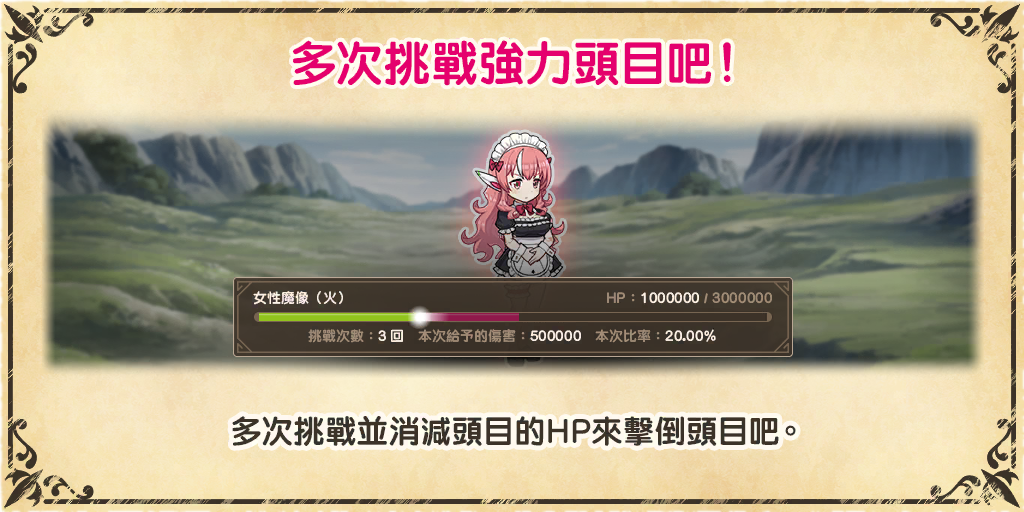 多次挑戰強力頭目吧！
女性魔像（火）
HP：1000000 / 3000000
挑戰次數：3 回　本次給予的傷害：500000　本次比率：20.00%
多次挑戰並消減頭目的HP來擊倒頭目吧。